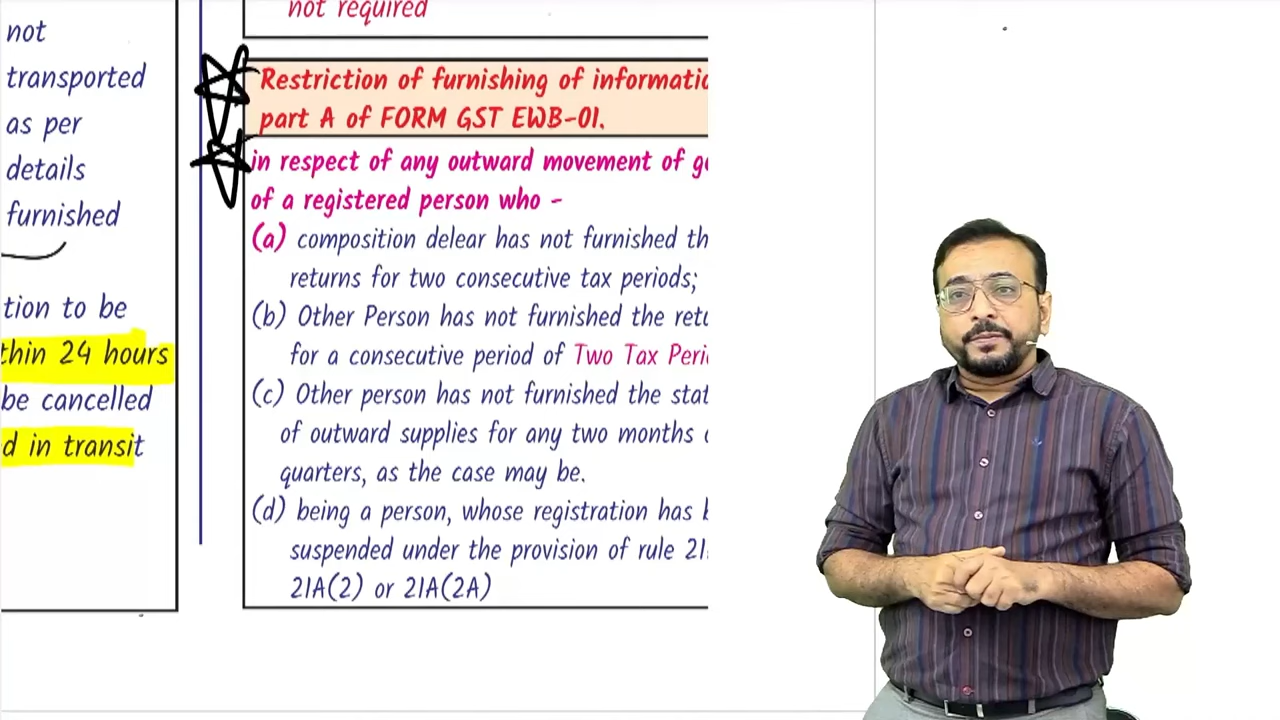 not
transported
as per
details
furnished
tion to be
thin 24 hours
be cancelled
d in transit
not required
Restriction of furnishing of informatio
part A of FORM GST EWB-01.
in respect of any outward movement of go
of a registered person who -
(a) composition delear has not furnished th
returns for two consecutive tax periods;
(b) Other Person has not furnished the retu
for a consecutive period of Two Tax Peri
(c) Other person has not furnished the stat
of outward supplies for any two months o
quarters, as the case may be.
(d) being a person, whose registration has b
suspended under the provision of rule 21
21A(2) or 21A(2A)